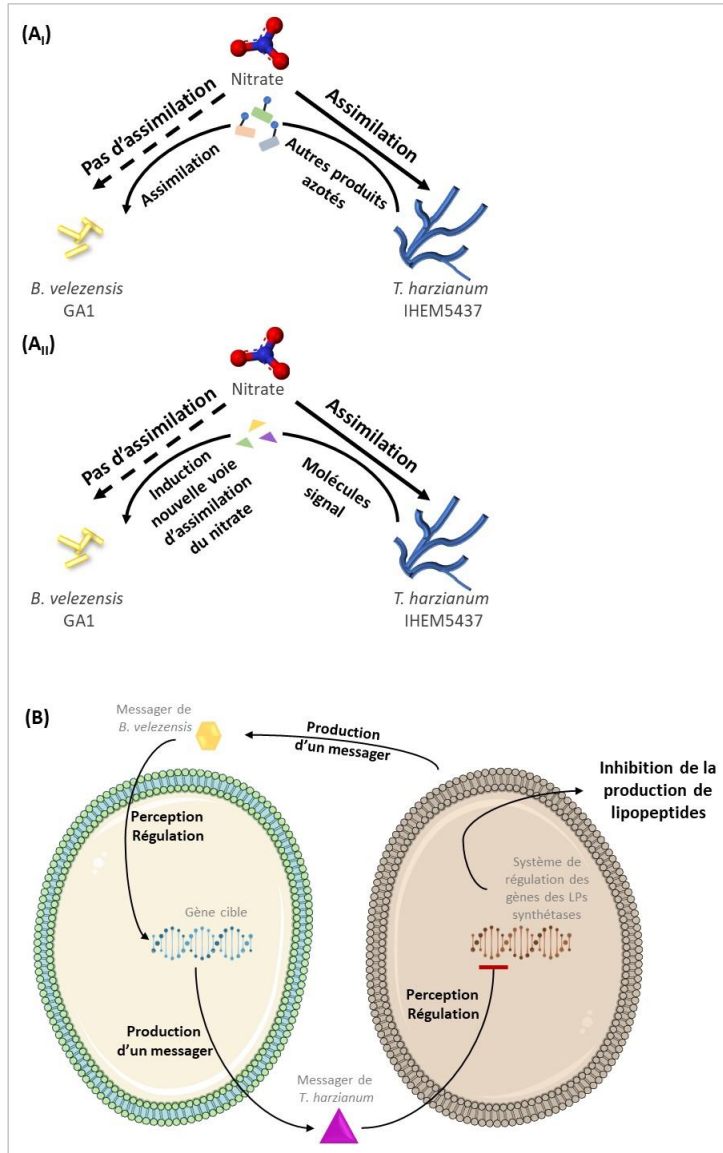 (AI)
Nitrate
Pas d'assimilation
Assimilation
Assimilation
Autres produits
azotés
B. velezensis
GA1
T. harzianum
IHEM5437
(AII)
Nitrate
Pas d'assimilation
Assimilation
Induction
nouvelle voie
d'assimilation
du nitrate
Molécules
signal
B. velezensis
GA1
T. harzianum
IHEM5437
(B)
Messager de
B. velezensis
Production
d'un messager
Inhibition de la
production de
lipopeptides
Perception
Régulation
Système de
régulation des
gènes des LPs
synthétases
Gène cible
Perception
Régulation
Production
d'un messager
Messager de
T. harzianum